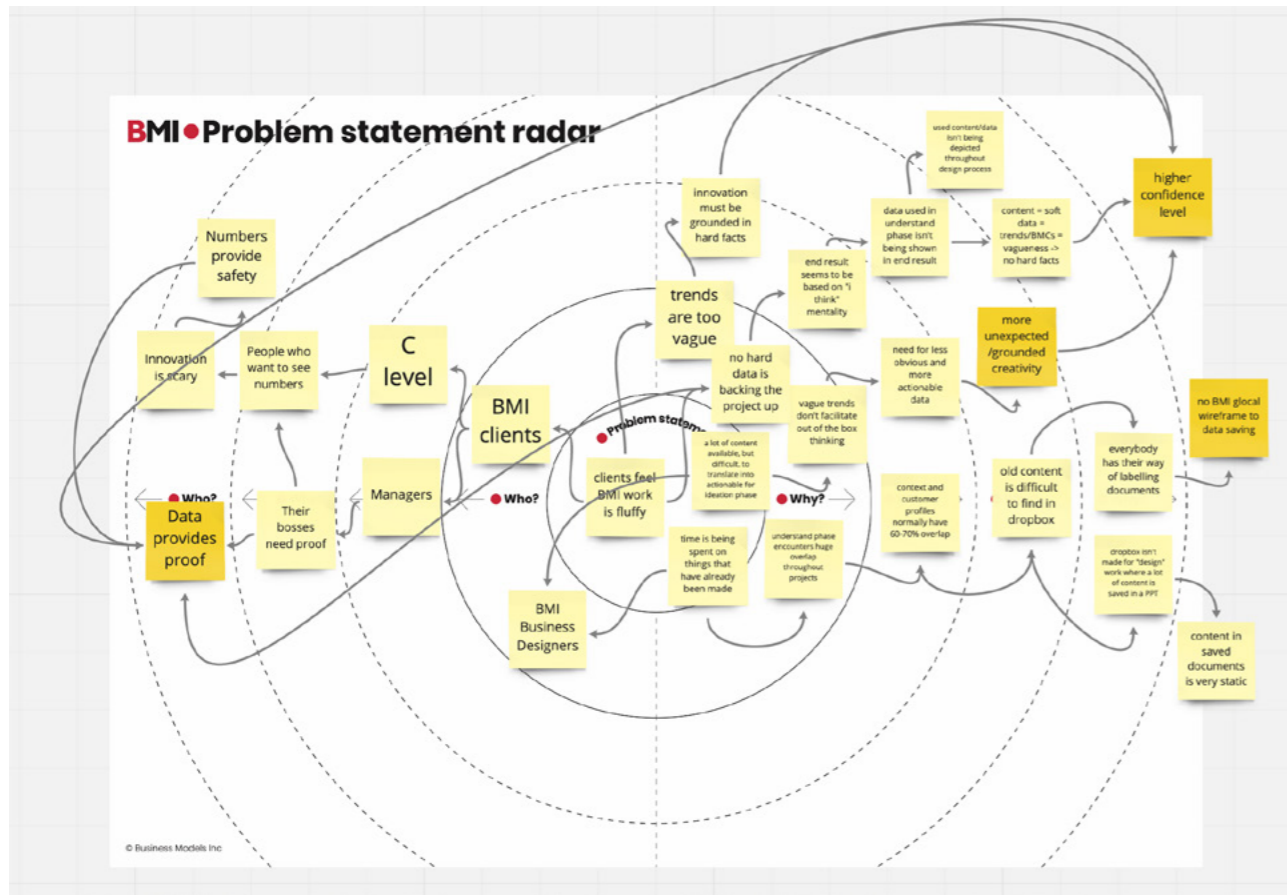 BMI●Problem statement radar
used content/data
isn't being
depicted
throughout
design process
innovation
must be
grounded in
hard facts
higher
confidence
level
data used in
understand
phase isn't
being shown
in end result
content = soft
data =
trends/BMCs =
vagueness ->
no hard facts
Numbers
provide
safety
end result
seems to be
based on "i
think"
mentality
trends
are too
vague
more
unexpected
/grounded
creativity
Innovation
is scary
People who
want to see
numbers
C
level
no hard
data is
backing the
project up
need for less
obvious and
more
actionable
data
no BMI glocal
wireframe to
data saving
BMI
clients
vague trends
don't facilitate
out of the box
thinking
Problem statem
a lot of content
available, but
difficult, to
translate into
actionable for
ideation phase
everybody
has their way
of labelling
documents
clients feel
BMI work
is fluffy
old content
is difficult
to find in
dropbox
context and
customer
profiles
normally have
60-70% overlap
Who?
Managers
Who?
Why?
Data
provides
proof
Their
bosses
need proof
time is being
spent on
things that
have already
been made
understand phase
encounters huge
overlap
throughout
projects
dropbox isn't
made for "design"
work where a lot
of content is
saved in a PPT
BMI
Business
Designers
content in
saved
documents
is very static
© Business Models Inc